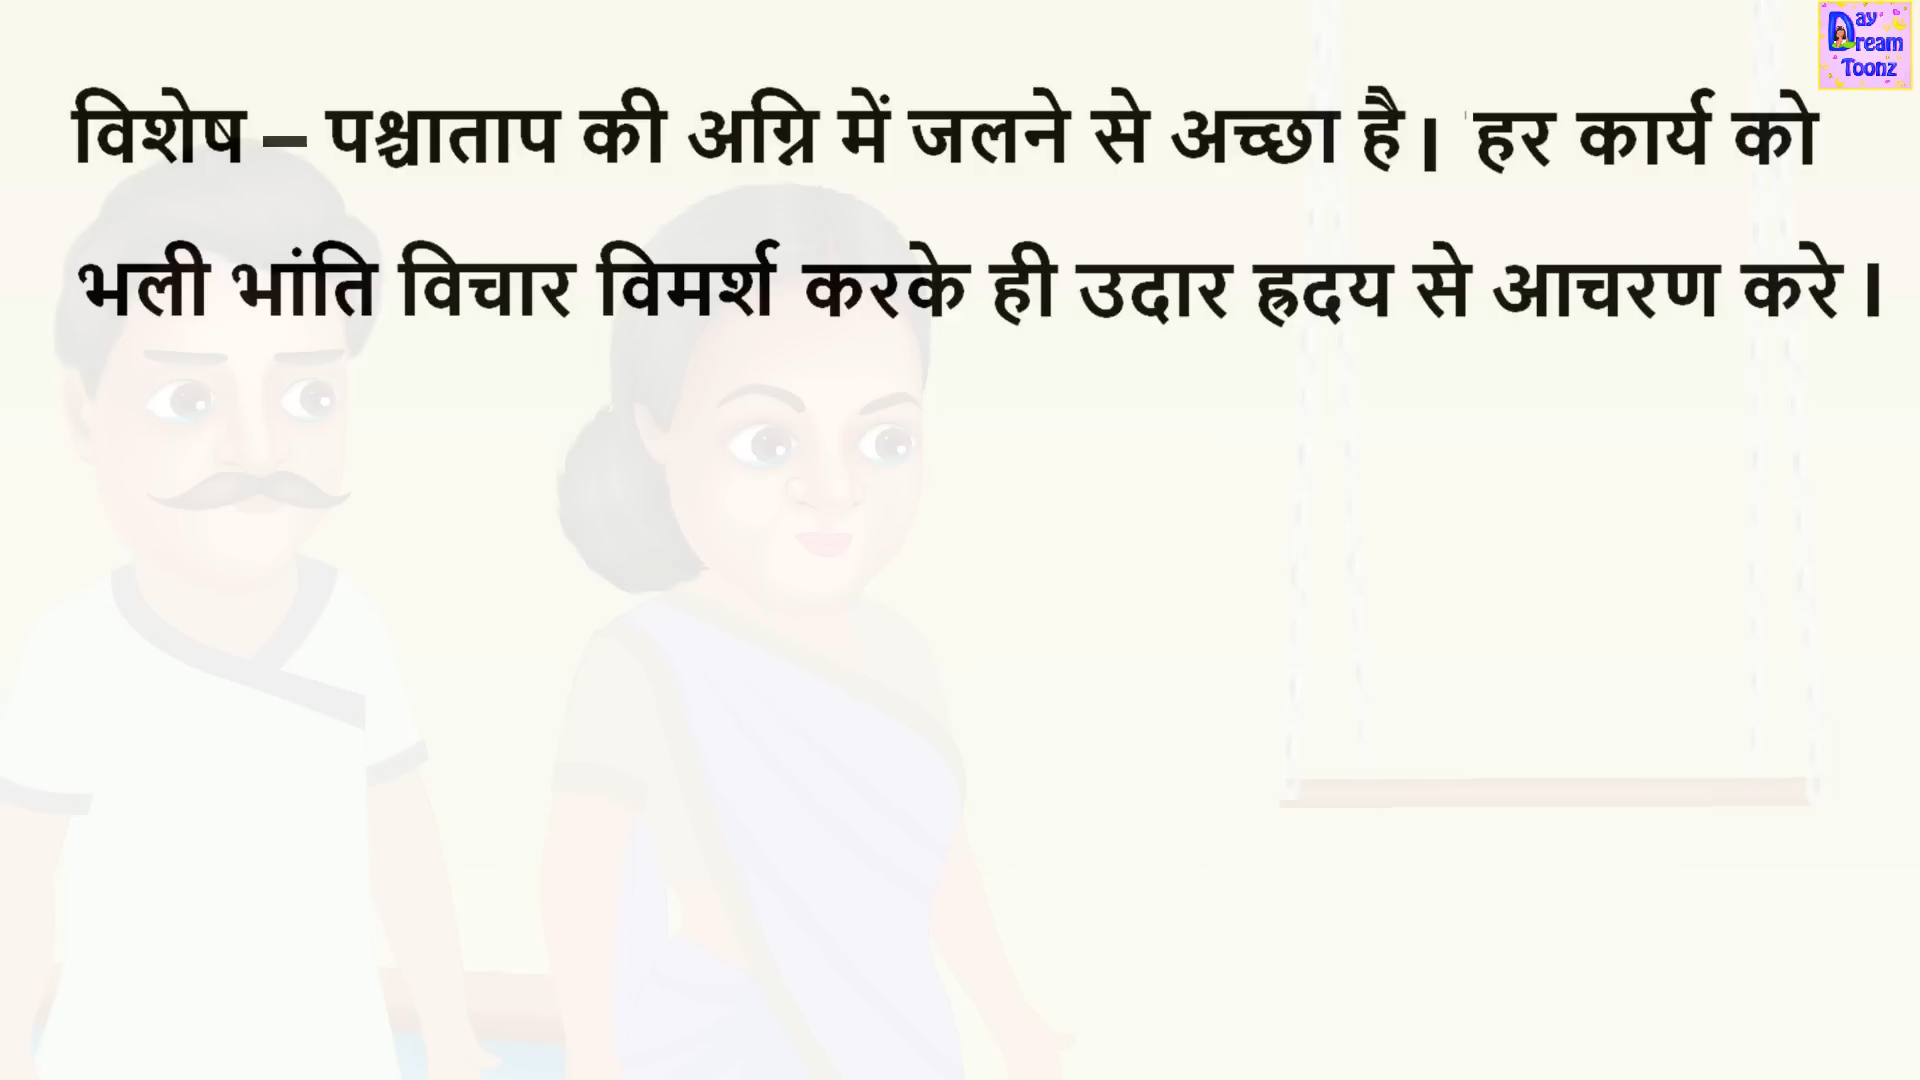 Day
Dream
Toonz
विशेष – पश्चाताप की अग्नि में जलने से अच्छा है। हर कार्य को
भली भांति विचार विमर्श करके ही उदार ह्रदय से आचरण करे ।